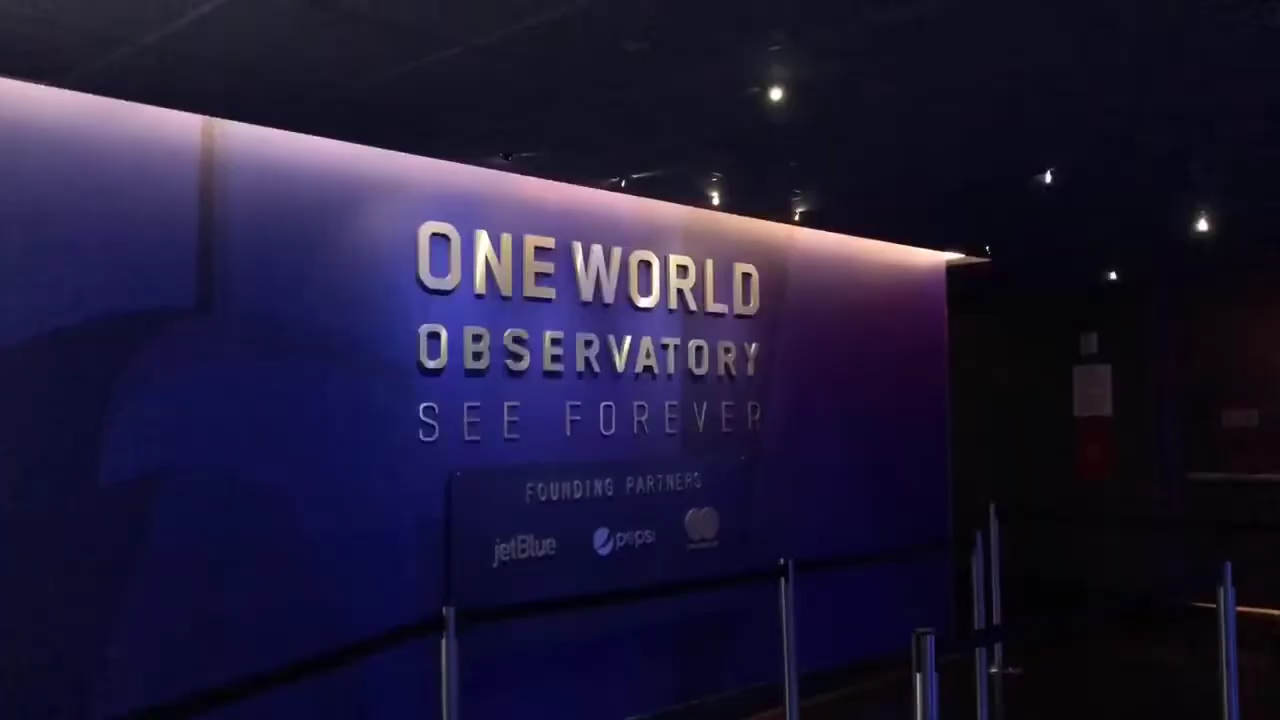 ONE WORLD
OBSERVATORY
SEE FOREVER
FOUNDING PARTNERS
jetBlue pepsi